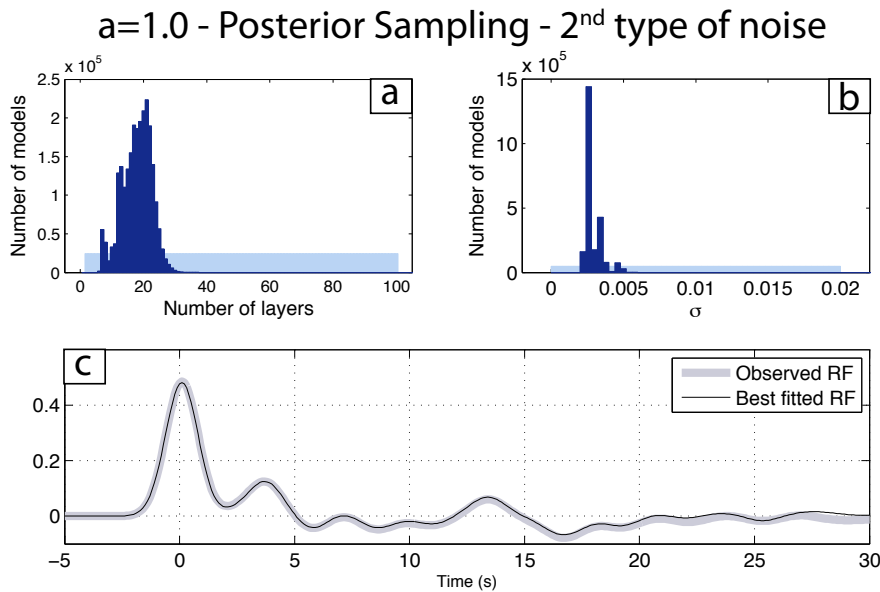 a=1.0 - Posterior Sampling - 2nd type of noise
x 10^5
a
Number of models
2.5
2
1.5
1
0.5
0
0 20 40 60 80 100
Number of layers
x 10^5
b
Number of models
15
10
5
0
0 0.005 0.01 0.015 0.02
σ
c
Observed RF
Best fitted RF
0.4
0.2
0
−5 0 5 10 15 20 25 30
Time (s)